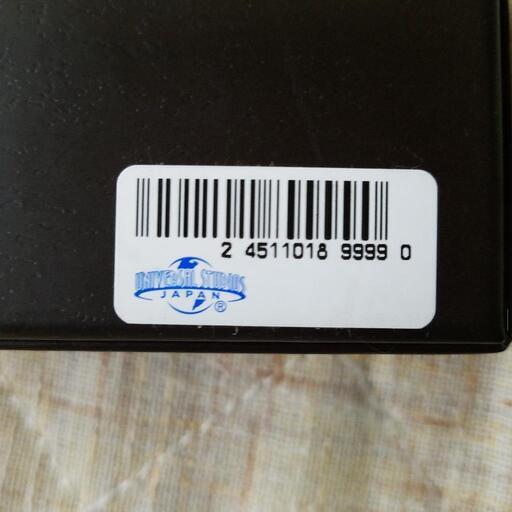 2 4511018 9999 0
UNIVERSAL STUDIOS
JAPAN
®